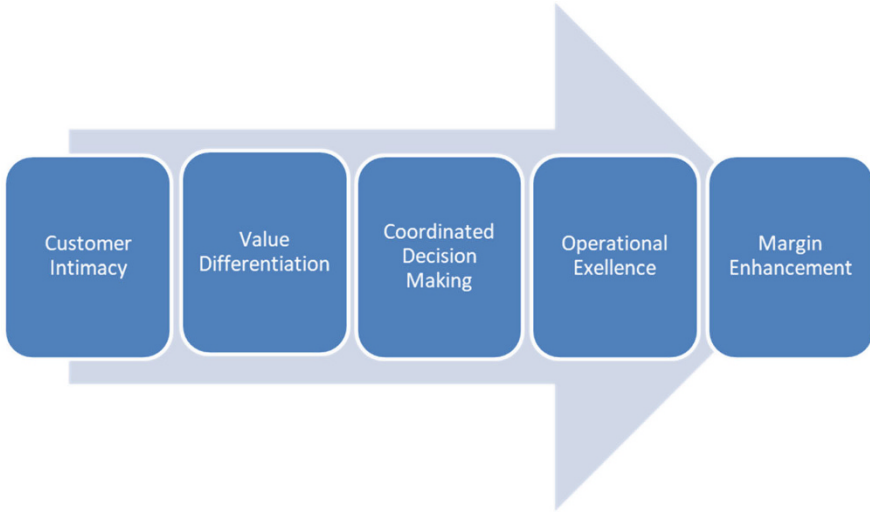 Customer
Intimacy
Value
Differentiation
Coordinated
Decision
Making
Operational
Exellence
Margin
Enhancement